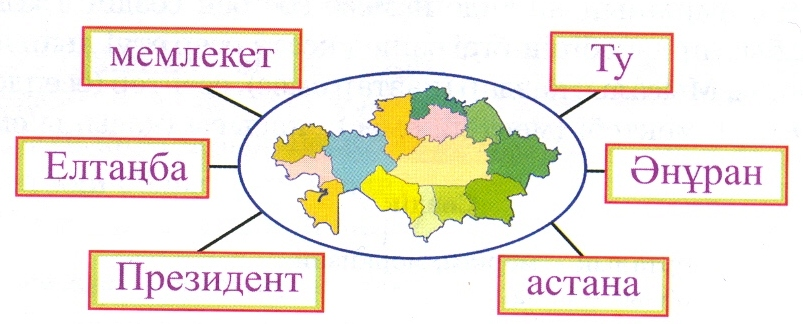 мемлекет
Ту
Елтаңба
Әнұран
Президент
астана